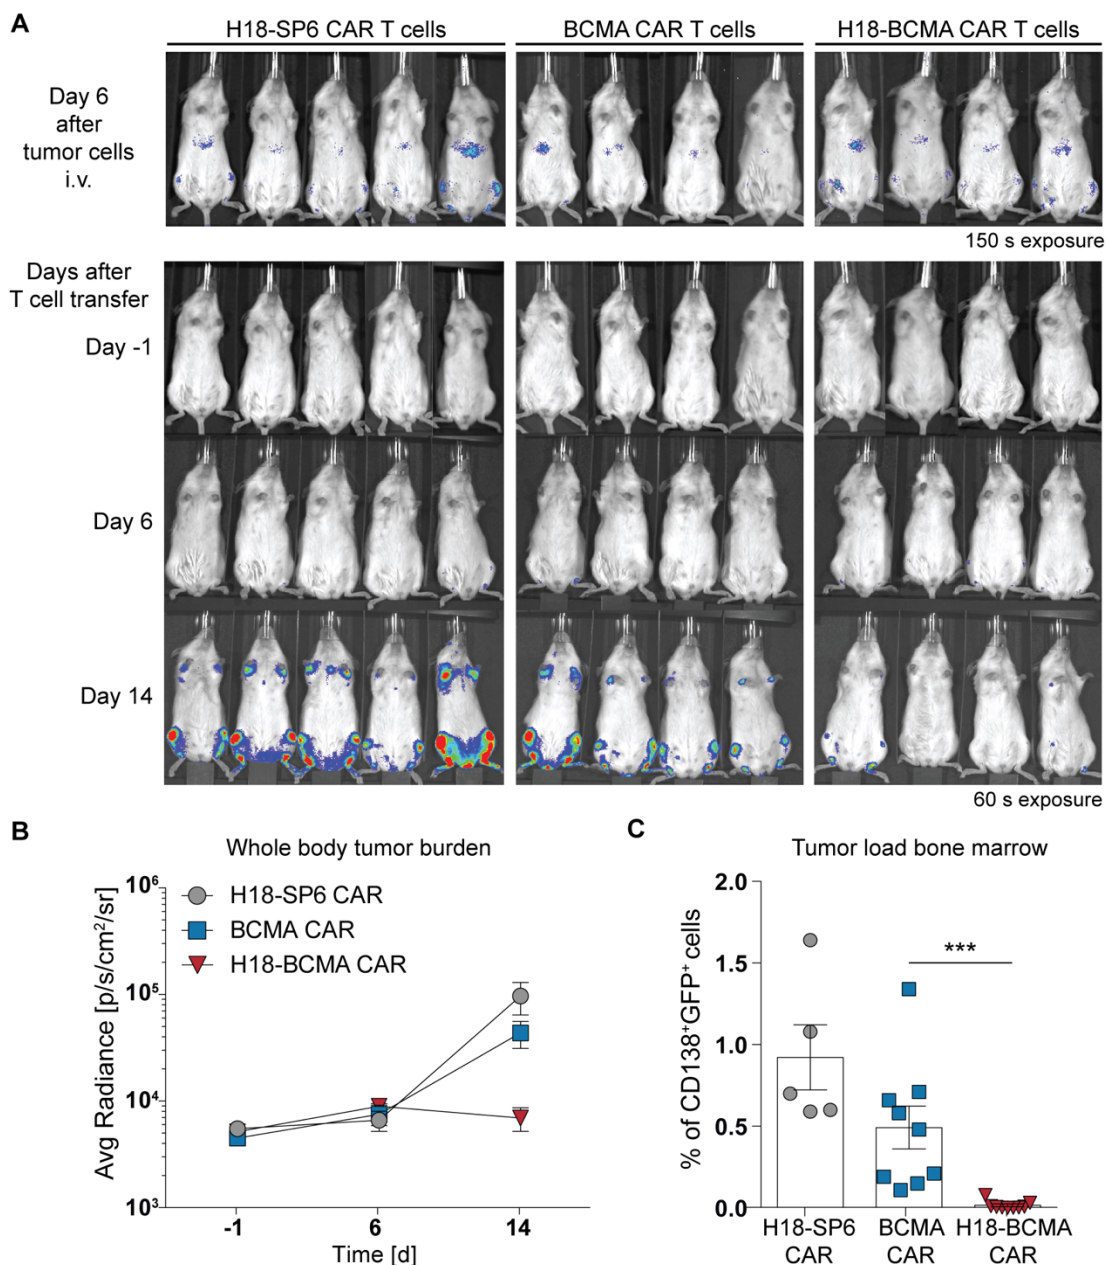 A
H18-SP6 CAR T cells
BCMA CAR T cells
H18-BCMA CAR T cells
Day 6
after
tumor cells
i.v.
150 s exposure
Days after
T cell transfer
Day -1
Day 6
Day 14
60 s exposure
B
Whole body tumor burden
Avg Radiance [p/s/cm²/sr]
10⁶
10⁵
10⁴
10³
H18-SP6 CAR
BCMA CAR
H18-BCMA CAR
-1
6
14
Time [d]
C
Tumor load bone marrow
% of CD138⁺GFP⁺ cells
2.0
1.5
1.0
0.5
0.0
***
H18-SP6
CAR
BCMA
CAR
H18-BCMA
CAR